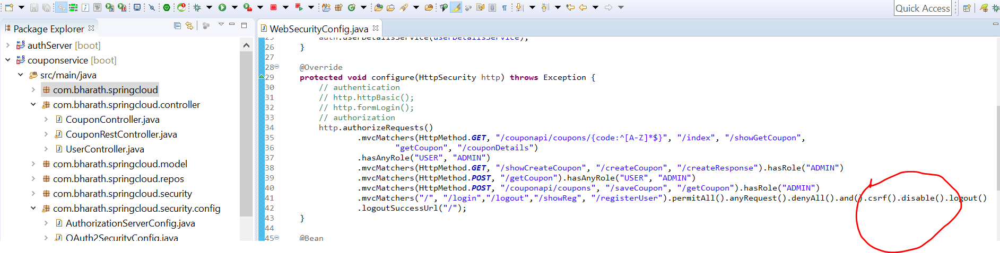 Quick Access
Package Explorer
authServer [boot]
couponservice [boot]
src/main/java
com.bharath.springcloud
com.bharath.springcloud.controller
CouponController.java
CouponRestController.java
UserController.java
com.bharath.springcloud.model
com.bharath.springcloud.repos
com.bharath.springcloud.security
com.bharath.springcloud.security.config
AuthorizationServerConfig.java
OAuth2SecurityConfig.java
WebSecurityConfig.java
25 auth.userDetailsService(userDetailsService);
26 }
27
28 @Override
29 protected void configure(HttpSecurity http) throws Exception {
30 // authentication
31 // http.httpBasic();
32 // http.formLogin();
33 // authorization
34 http.authorizeRequests()
35 .mvcMatchers(HttpMethod.GET, "/couponapi/coupons/{code:^[A-Z]*$}", "/index", "/showGetCoupon",
36 "getCoupon", "/couponDetails")
37 .hasAnyRole("USER", "ADMIN")
38 .mvcMatchers(HttpMethod.GET, "/showCreateCoupon", "/createCoupon", "/createResponse").hasRole("ADMIN")
39 .mvcMatchers(HttpMethod.POST, "/getCoupon").hasAnyRole("USER", "ADMIN")
40 .mvcMatchers(HttpMethod.POST, "/couponapi/coupons", "/saveCoupon", "/getCoupon").hasRole("ADMIN")
41 .mvcMatchers("/", "/login","/logout","/showReg", "/registerUser").permitAll().anyRequest().denyAll().and().csrf().disable().logout()
42 .logoutSuccessUrl("/");
43 }
44
45 @Bean